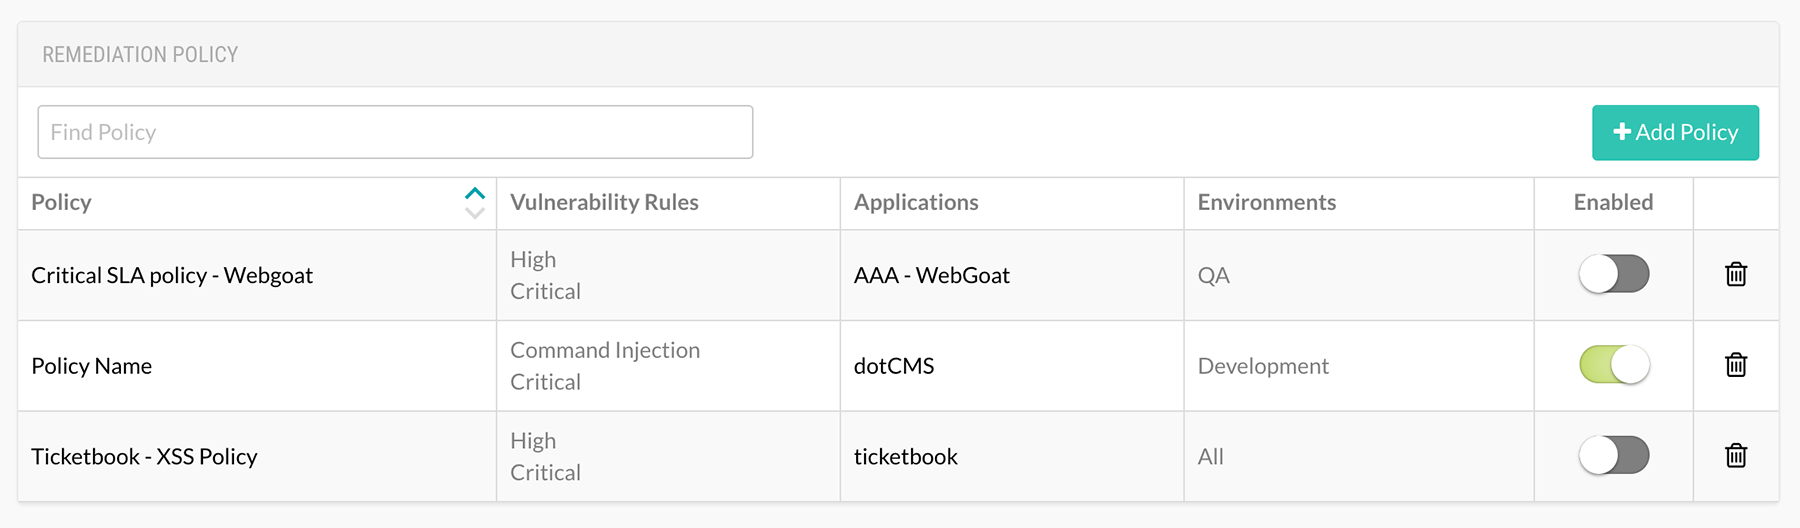 REMEDIATION POLICY
Find Policy
Add Policy
Policy
Vulnerability Rules
Applications
Environments
Enabled
Critical SLA policy - Webgoat
High
Critical
AAA - WebGoat
QA
Policy Name
Command Injection
Critical
dotCMS
Development
Ticketbook - XSS Policy
High
Critical
ticketbook
All